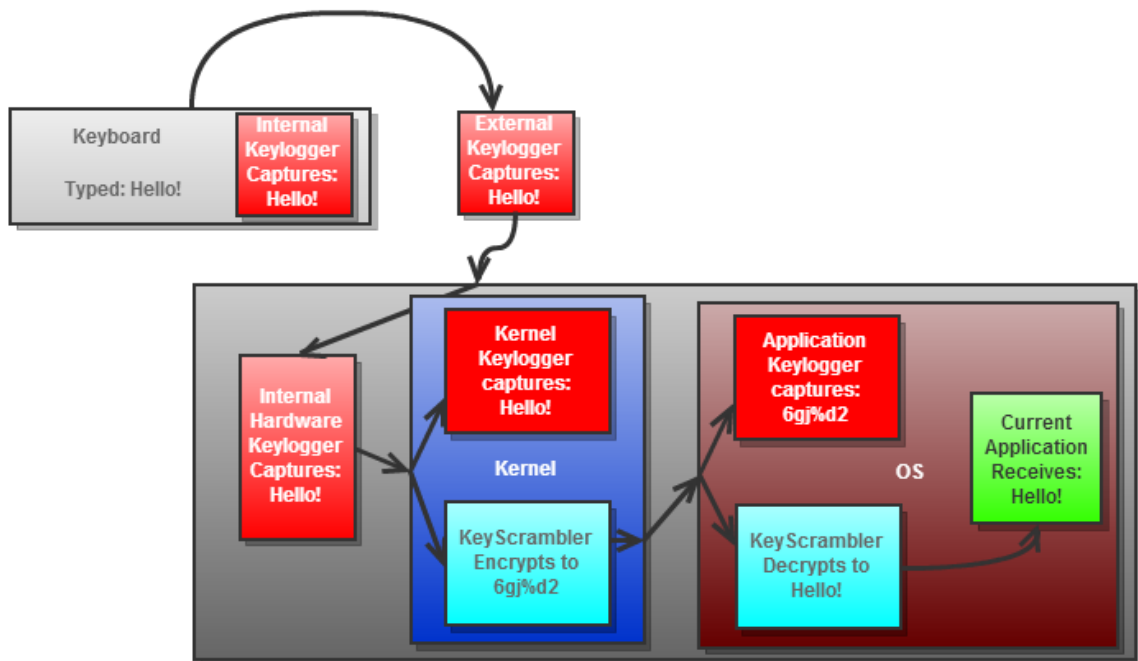 Keyboard
Typed: Hello!
Internal
Keylogger
Captures:
Hello!
External
Keylogger
Captures:
Hello!
Internal
Hardware
Keylogger
Captures:
Hello!
Kernel
Keylogger
captures:
Hello!
Kernel
KeyScrambler
Encrypts to
6gj%d2
Application
Keylogger
captures:
6gj%d2
OS
KeyScrambler
Decrypts to
Hello!
Current
Application
Receives:
Hello!